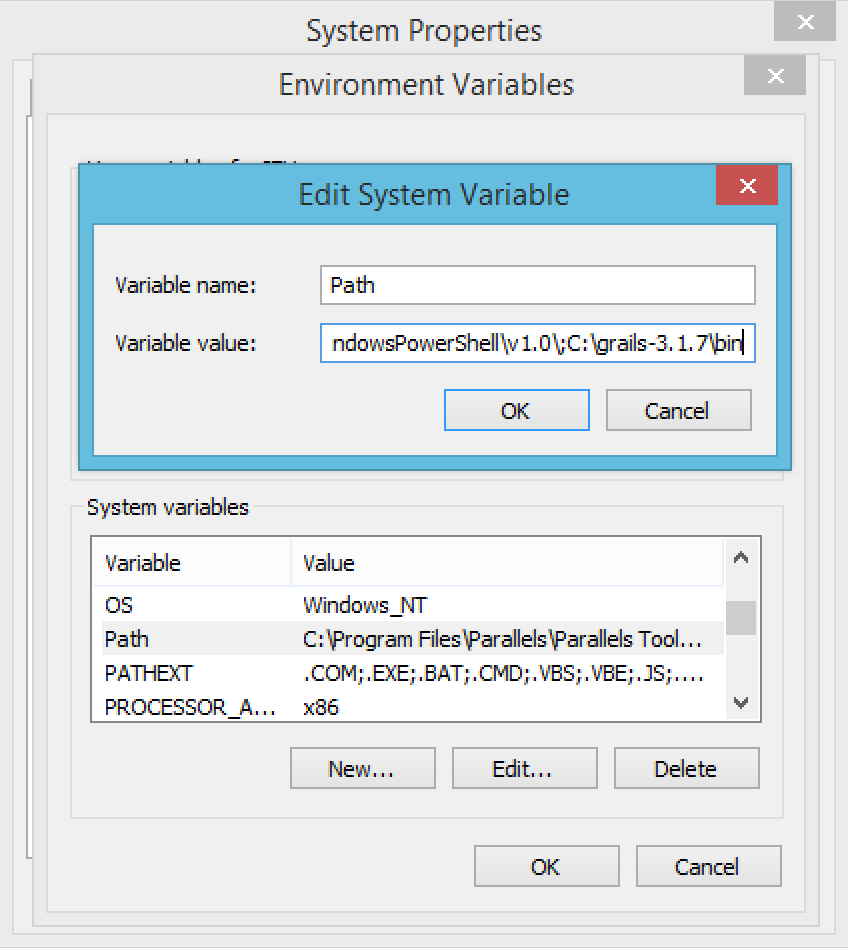 System Properties
Environment Variables
Edit System Variable
Variable name: Path
Variable value: ndowsPowerShell\v1.0\;C:\grails-3.1.7\bin
OK Cancel
System variables
Variable Value
OS Windows_NT
Path C:\Program Files\Parallels\Parallels Tool...
PATHEXT .COM;.EXE;.BAT;.CMD;.VBS;.VBE;.JS;....
PROCESSOR_A... x86
New... Edit... Delete
OK Cancel